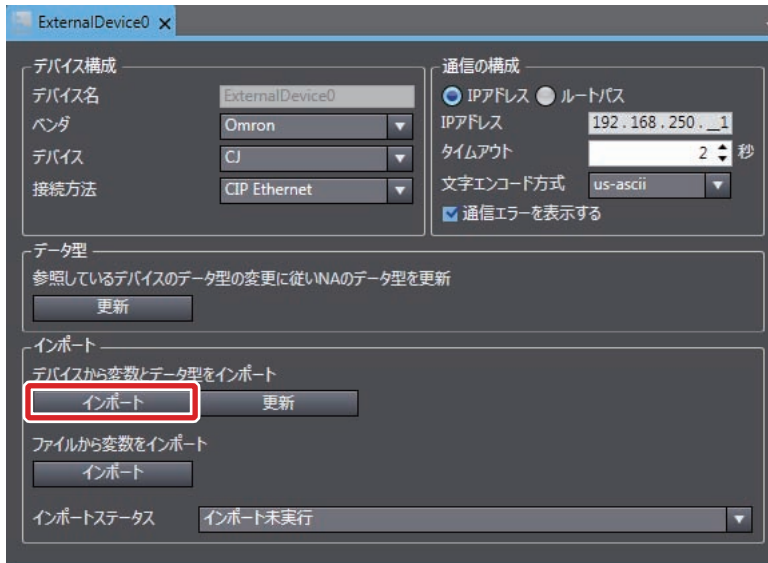 ExternalDevice0
デバイス構成
デバイス名 ExternalDevice0
ベンダ Omron
デバイス CJ
接続方法 CIP Ethernet
通信の構成
IPアドレス ルートパス
IPアドレス 192.168.250.__1
タイムアウト 2 秒
文字エンコード方式 us-ascii
通信エラーを表示する
データ型
参照しているデバイスのデータ型の変更に従いNAのデータ型を更新
更新
インポート
デバイスから変数とデータ型をインポート
インポート 更新
ファイルから変数をインポート
インポート
インポートステータス インポート未実行